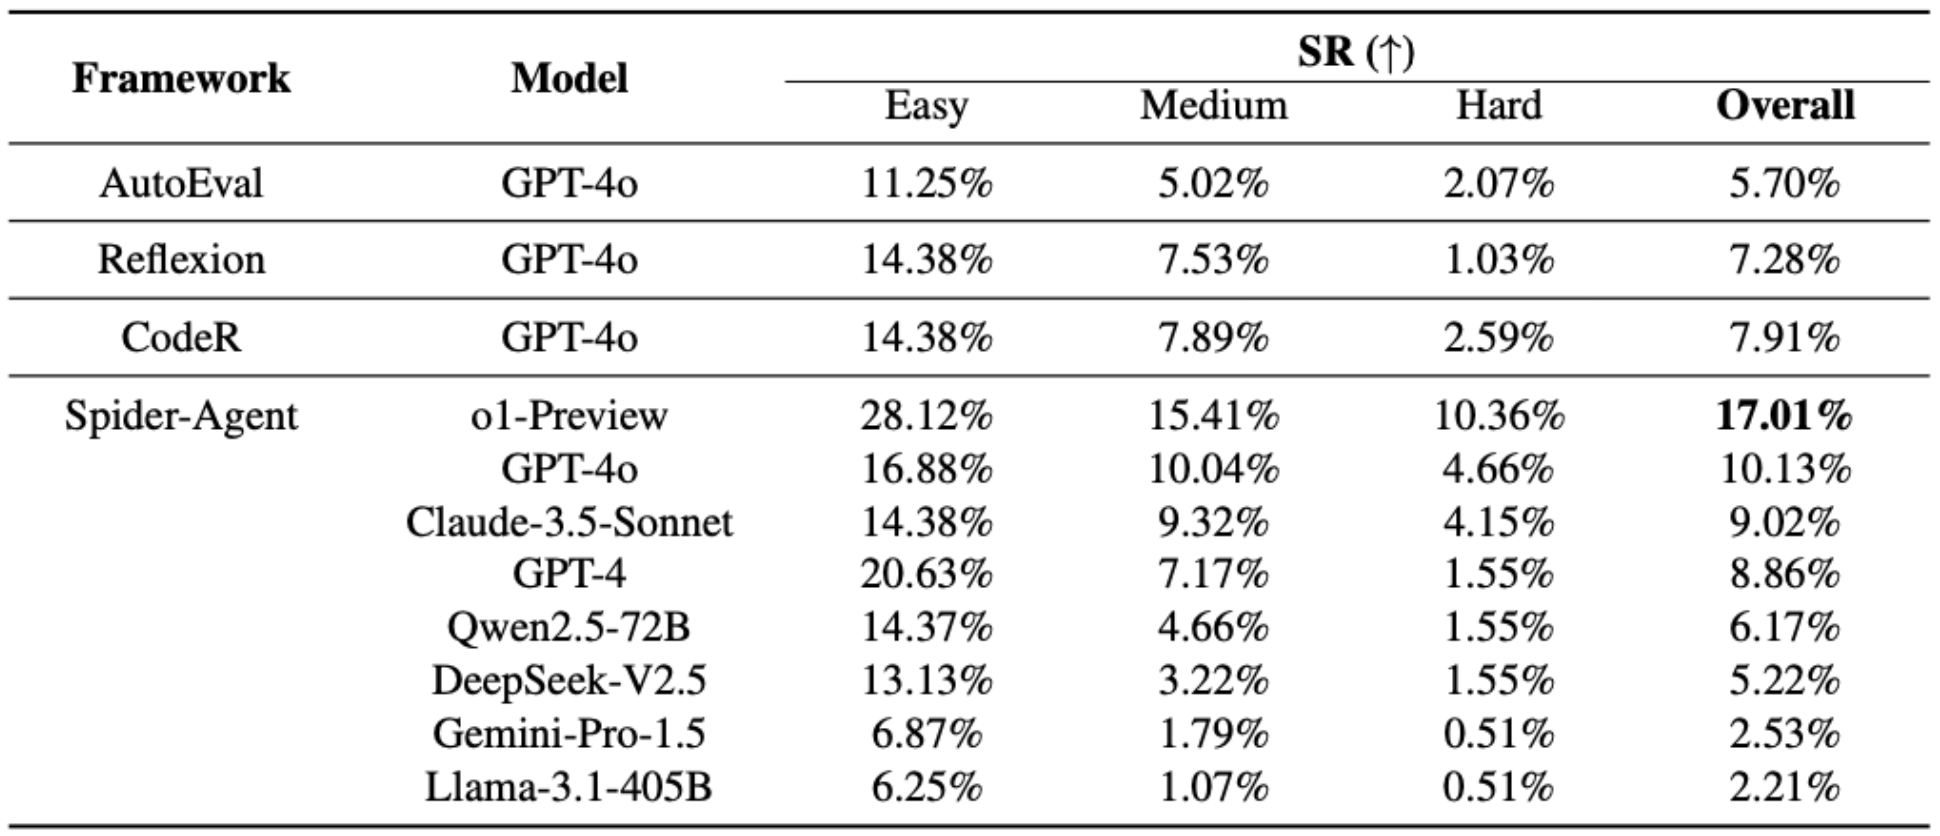 Framework Model SR (↑)
Easy Medium Hard Overall
AutoEval GPT-4o 11.25% 5.02% 2.07% 5.70%
Reflexion GPT-4o 14.38% 7.53% 1.03% 7.28%
CodeR GPT-4o 14.38% 7.89% 2.59% 7.91%
Spider-Agent o1-Preview 28.12% 15.41% 10.36% 17.01%
GPT-4o 16.88% 10.04% 4.66% 10.13%
Claude-3.5-Sonnet 14.38% 9.32% 4.15% 9.02%
GPT-4 20.63% 7.17% 1.55% 8.86%
Qwen2.5-72B 14.37% 4.66% 1.55% 6.17%
DeepSeek-V2.5 13.13% 3.22% 1.55% 5.22%
Gemini-Pro-1.5 6.87% 1.79% 0.51% 2.53%
Llama-3.1-405B 6.25% 1.07% 0.51% 2.21%